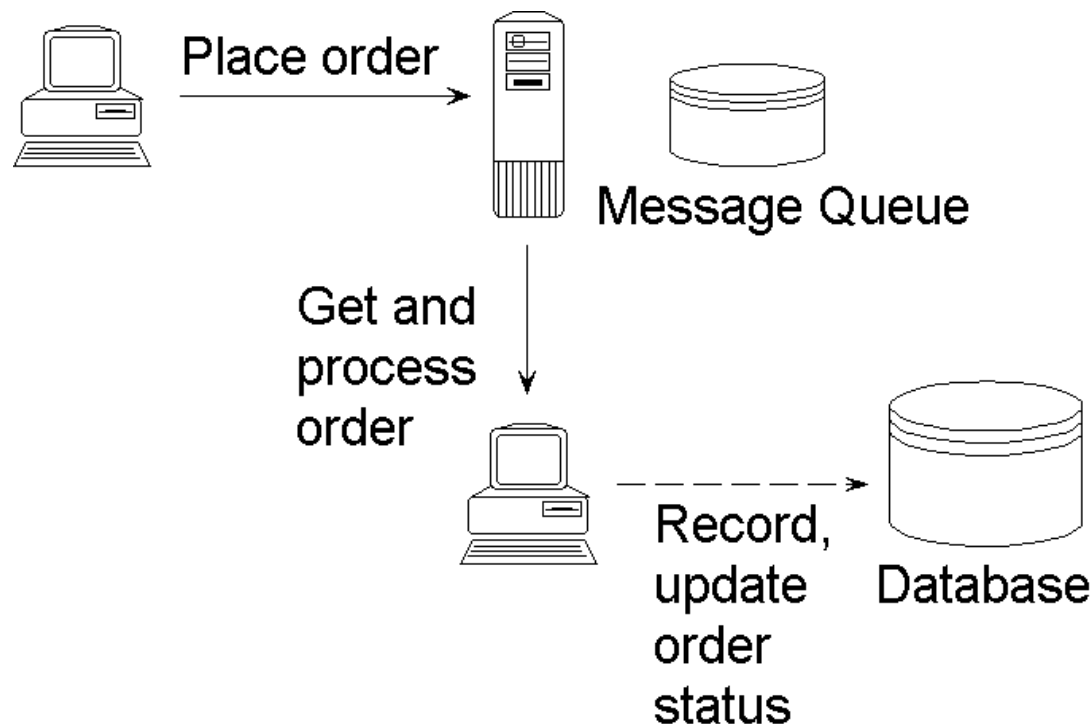 Place order
Message Queue
Get and
process
order
Record,
update
order
status
Database